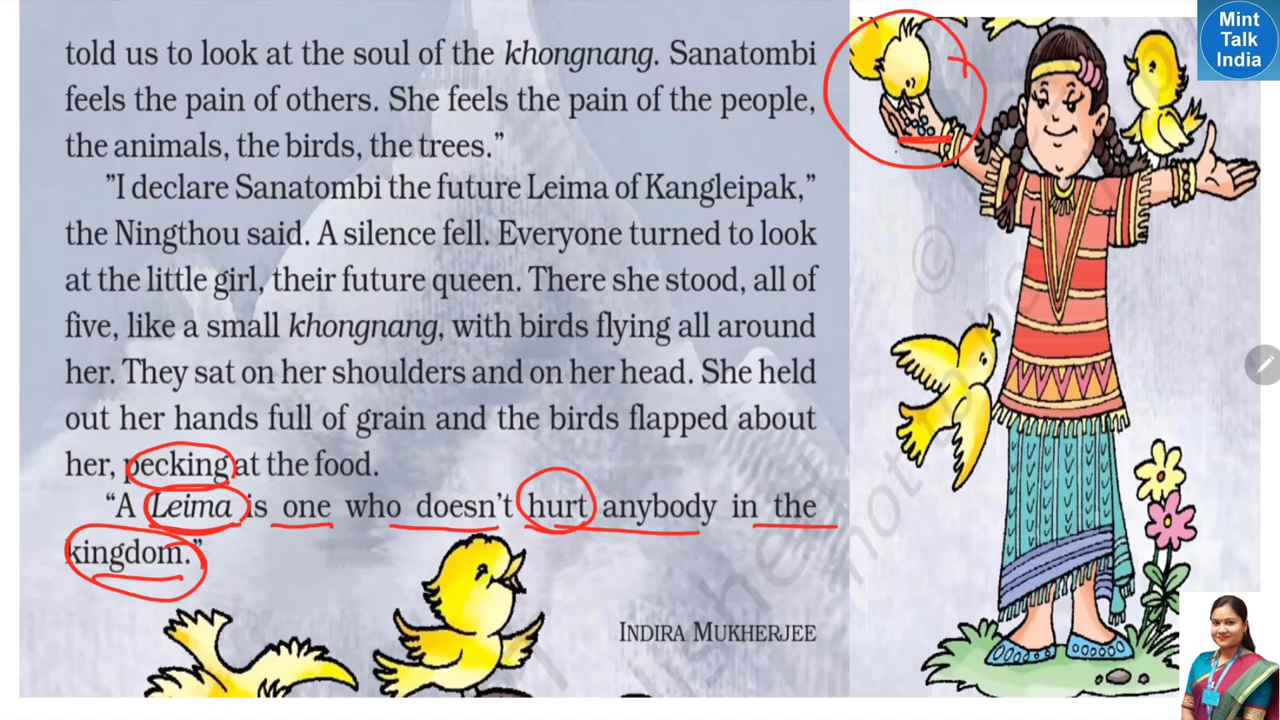 told us to look at the soul of the khongnang. Sanatombi
feels the pain of others. She feels the pain of the people,
the animals, the birds, the trees.”
”I declare Sanatombi the future Leima of Kangleipak,”
the Ningthou said. A silence fell. Everyone turned to look
at the little girl, their future queen. There she stood, all of
five, like a small khongnang, with birds flying all around
her. They sat on her shoulders and on her head. She held
out her hands full of grain and the birds flapped about
her, pecking at the food.
“A Leima is one who doesn’t hurt anybody in the
kingdom.”
INDIRA MUKHERJEE
Mint
Talk
India